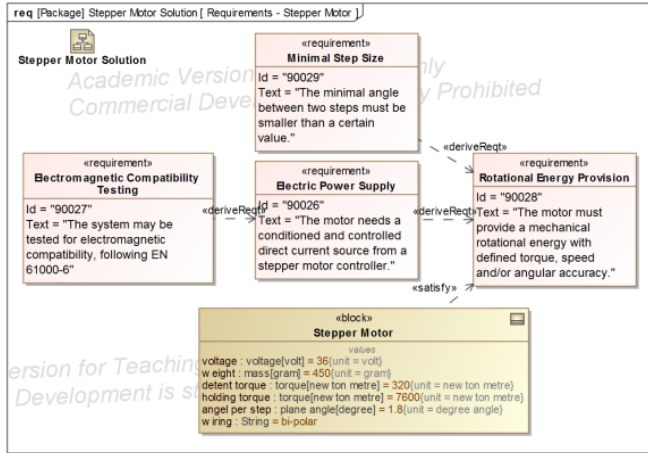 req [Package] Stepper Motor Solution [ Requirements - Stepper Motor ]
Stepper Motor Solution
«requirement»
Minimal Step Size
Id = "90029"
Text = "The minimal angle
between two steps must be
smaller than a certain
value."
Academic Version
Commercial Devel
Prohibited
«deriveReqt»
«requirement»
Electromagnetic Compatibility
Testing
Id = "90027"
Text = "The system may be
tested for electromagnetic
compatibility, following EN
61000-6"
«deriveReqt»
«requirement»
Electric Power Supply
Id = "90026"
Text = "The motor needs a
conditioned and controlled
direct current source from a
stepper motor controller."
«deriveReqt»
«requirement»
Rotational Energy Provision
Id = "90028"
Text = "The motor must
provide a mechanical
rotational energy with
defined torque, speed
and/or angular accuracy."
«satisfy»
«block»
Stepper Motor
values
voltage : voltage[volt] = 36{unit = volt}
weight : mass[gram] = 450{unit = gram}
detent torque : torque[newton metre] = 320{unit = newton metre}
holding torque : torque[newton metre] = 7600{unit = newton metre}
angel per step : plane angle[degree] = 1.8{unit = degree angle}
wiring : String = bi-polar
ersion for Teaching
Development is st